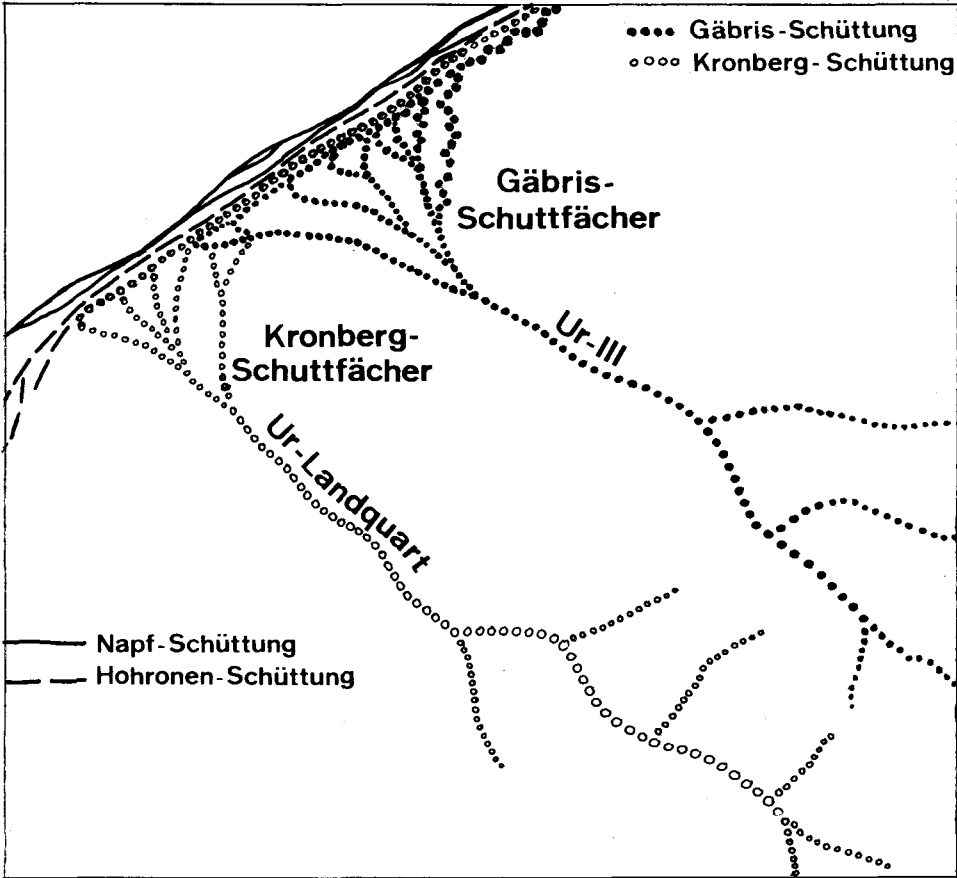 Gäbris-Schüttung
Kronberg-Schüttung
Gäbris-
Schuttfächer
Ur-Ill
Kronberg-
Schuttfächer
Ur-Landquart
Napf-Schüttung
Hohronen-Schüttung